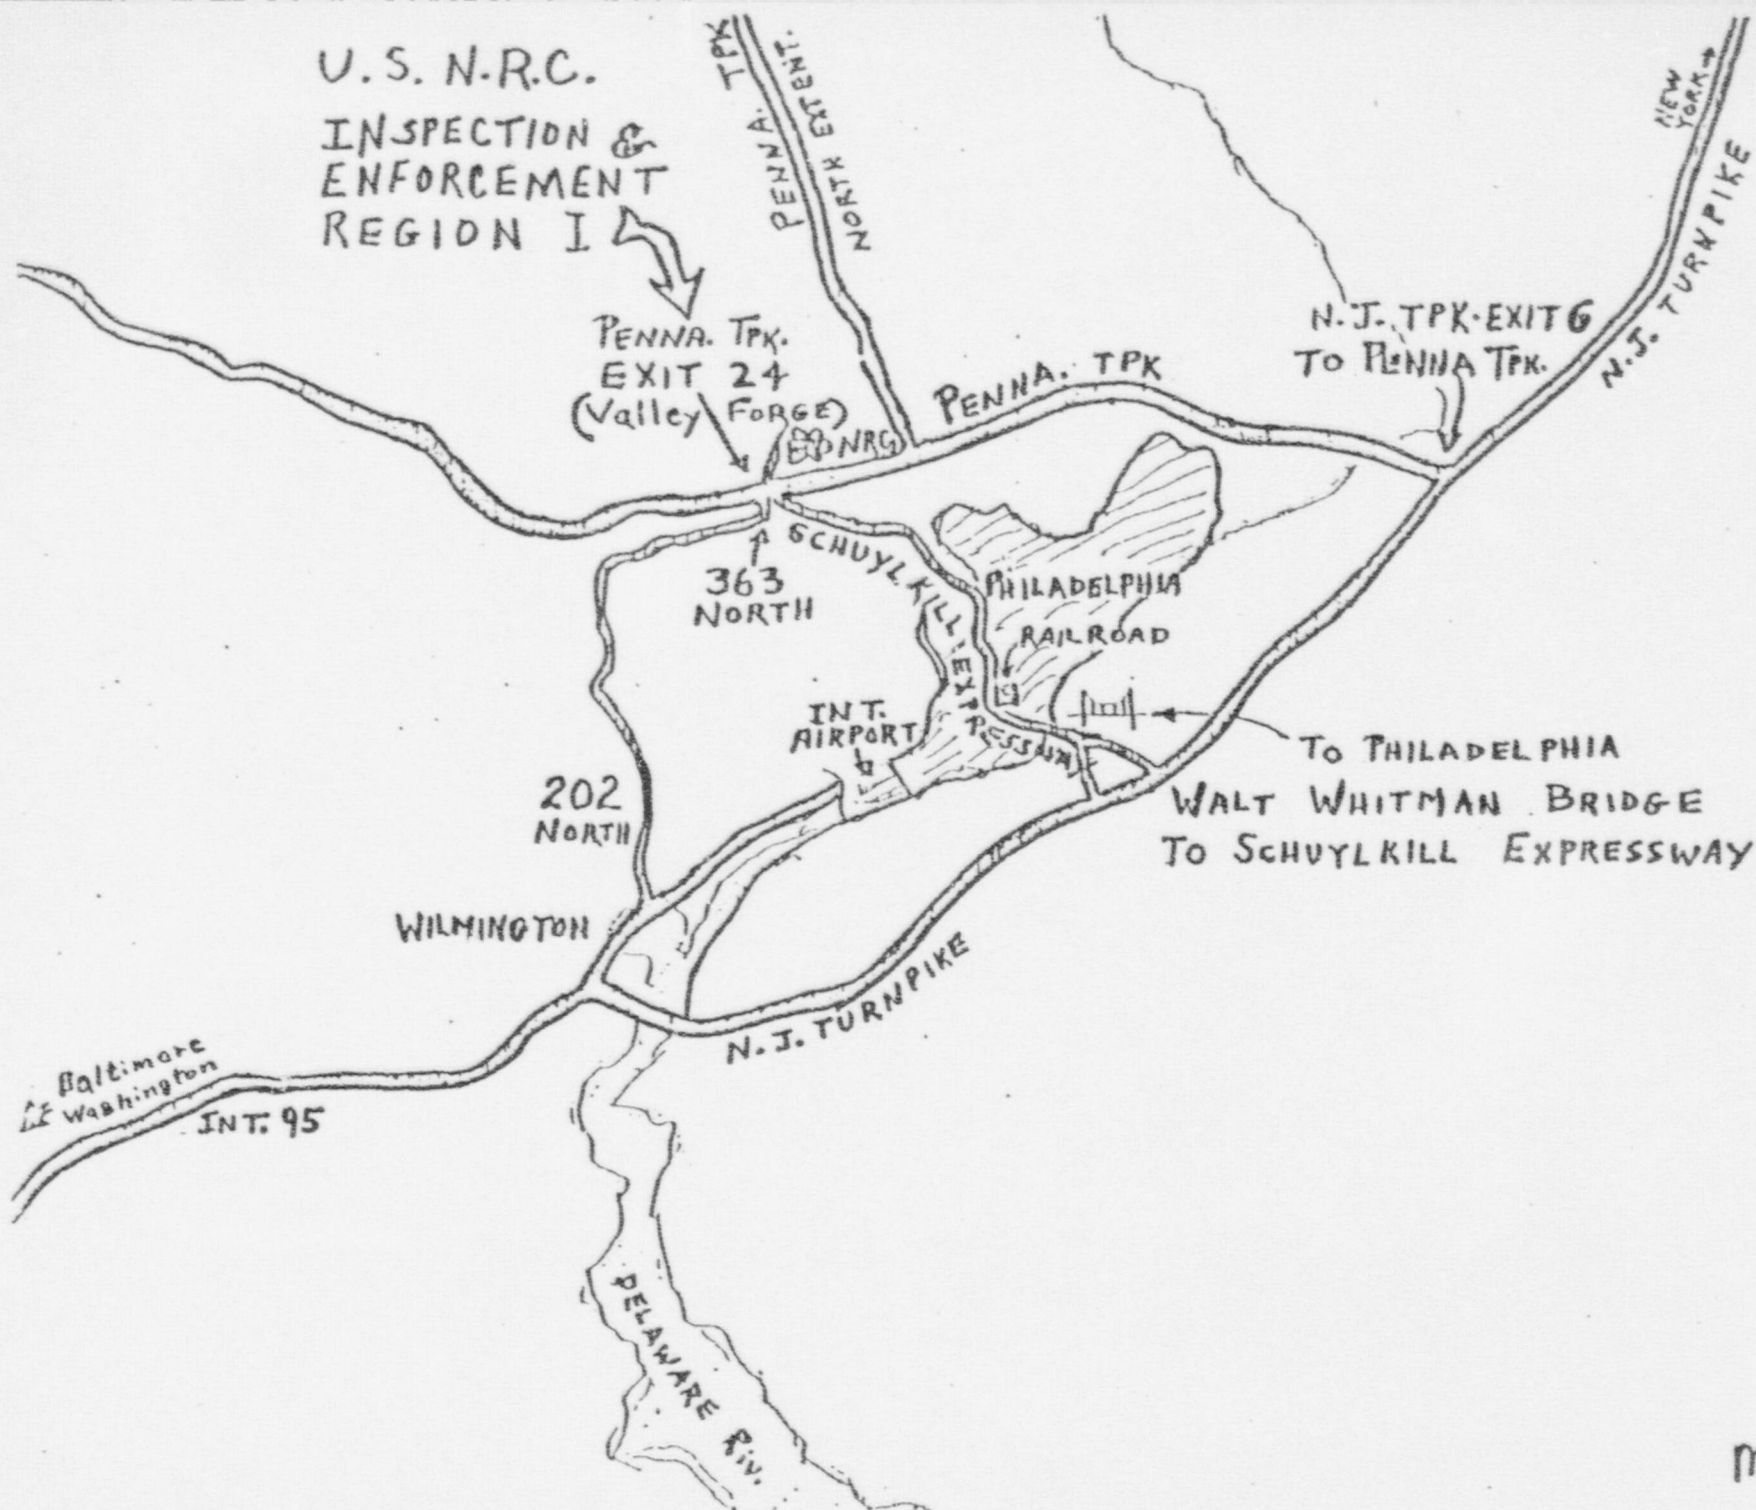 U.S. N.R.C.
INSPECTION &
ENFORCEMENT
REGION I
PENNA. TPK
NORTH EXTENT.
NEW
YORK
N.J. TURNPIKE
PENNA. TPK.
EXIT 24
(Valley FORGE)
NRC
PENNA. TPK
N.J. TPK. EXIT 6
TO PENNA TPK.
363
NORTH
SCHUYLKILL EXPRESSWAY
PHILADELPHIA
RAILROAD
INT.
AIRPORT
TO PHILADELPHIA
WALT WHITMAN BRIDGE
TO SCHUYLKILL EXPRESSWAY
202
NORTH
WILMINGTON
N.J. TURNPIKE
Baltimore
Washington
INT. 95
DELAWARE Riv.